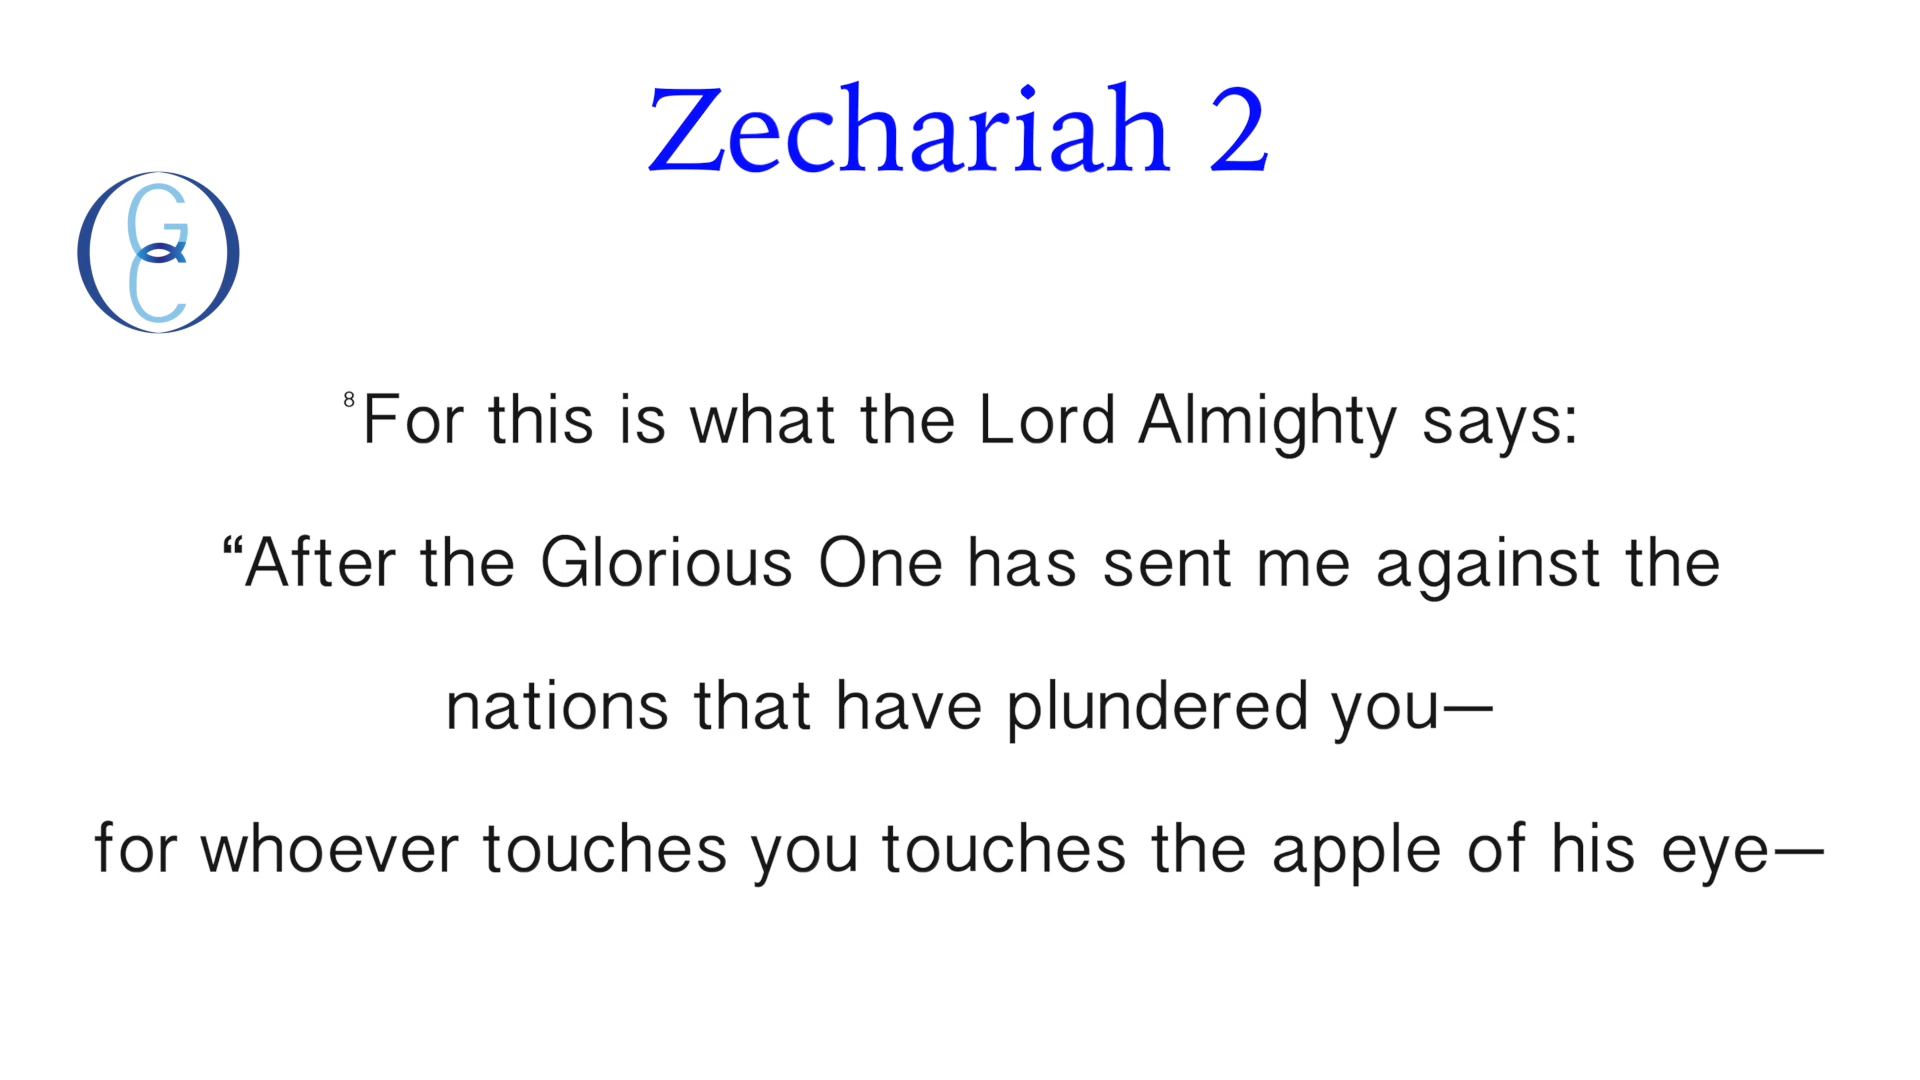 Zechariah 2
G
C
⁸For this is what the Lord Almighty says:
“After the Glorious One has sent me against the
nations that have plundered you—
for whoever touches you touches the apple of his eye—